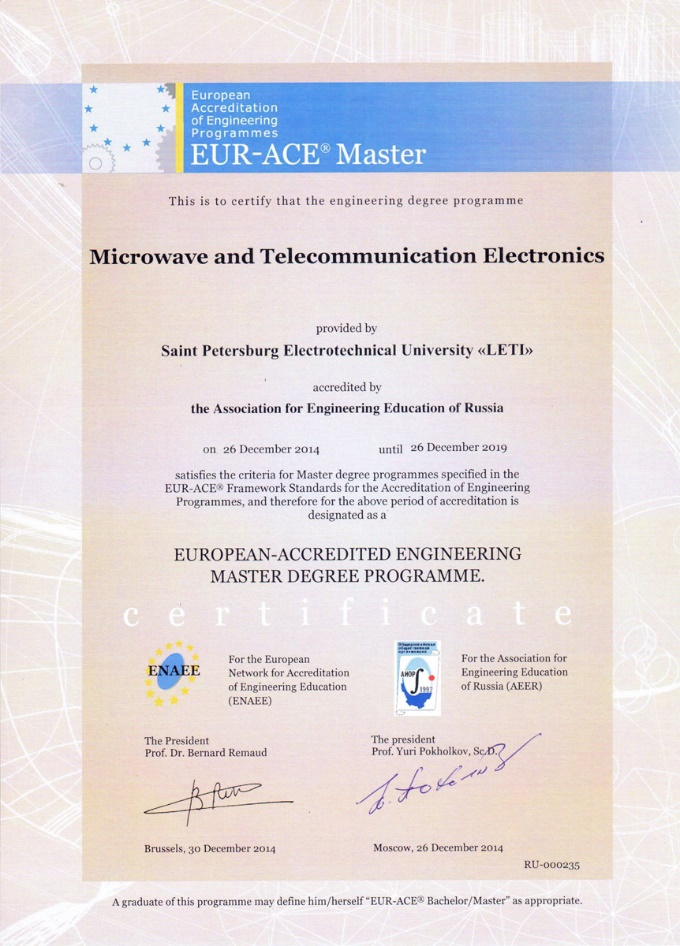 European
Accreditation
of Engineering
Programmes
EUR-ACE® Master
This is to certify that the engineering degree programme
Microwave and Telecommunication Electronics
provided by
Saint Petersburg Electrotechnical University «LETI»
accredited by
the Association for Engineering Education of Russia
on 26 December 2014 until 26 December 2019
satisfies the criteria for Master degree programmes specified in the
EUR-ACE® Framework Standards for the Accreditation of Engineering
Programmes, and therefore for the above period of accreditation is
designated as a
EUROPEAN-ACCREDITED ENGINEERING
MASTER DEGREE PROGRAMME.
certificate
ENAEE
For the European
Network for Accreditation
of Engineering Education
(ENAEE)
АИОР
1992
For the Association for
Engineering Education
of Russia (AEER)
The President
Prof. Dr. Bernard Remaud
The president
Prof. Yuri Pokholkov, Sc.D.
Brussels, 30 December 2014
Moscow, 26 December 2014
RU-000235
A graduate of this programme may define him/herself "EUR-ACE® Bachelor/Master" as appropriate.